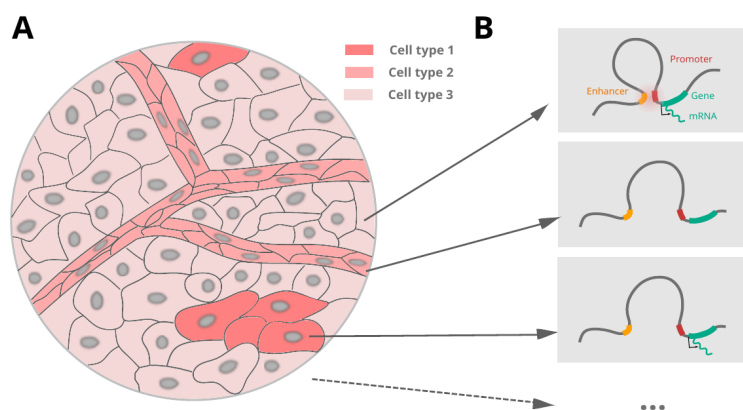 A
Cell type 1
Cell type 2
Cell type 3
B
Promoter
Enhancer
Gene
mRNA